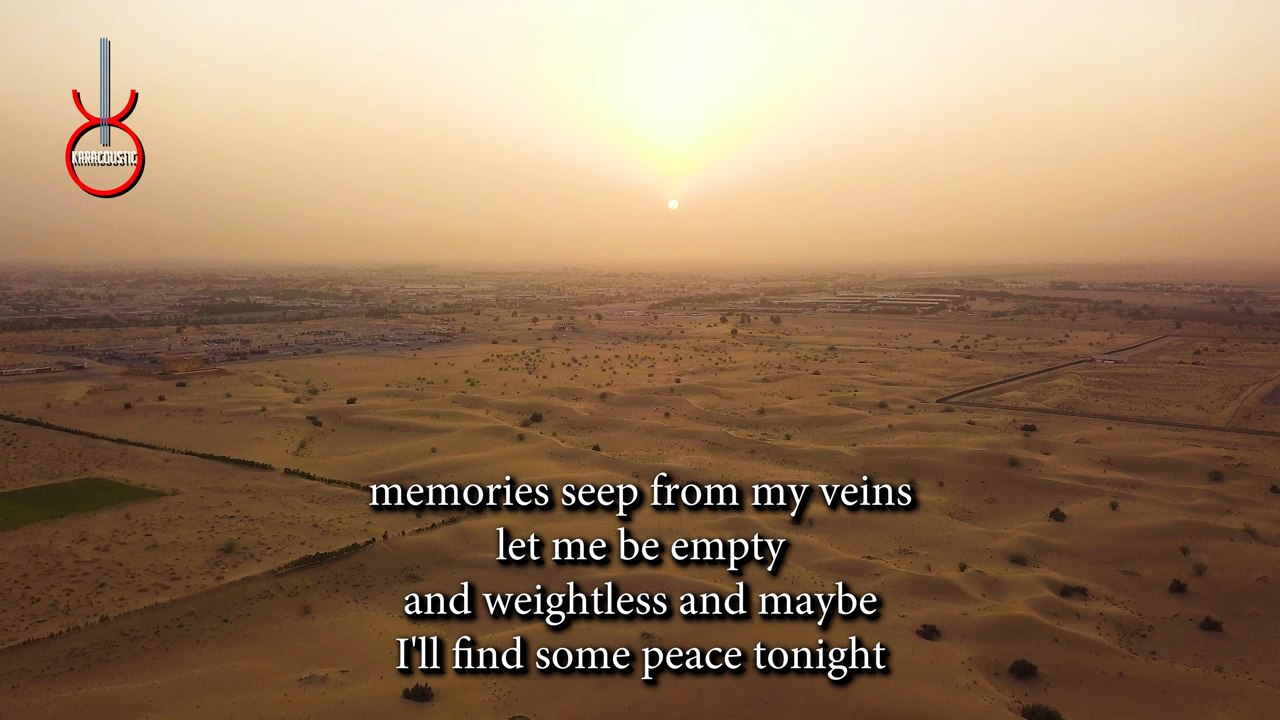 KARACOUSTIC
memories seep from my veins
let me be empty
and weightless and maybe
I'll find some peace tonight